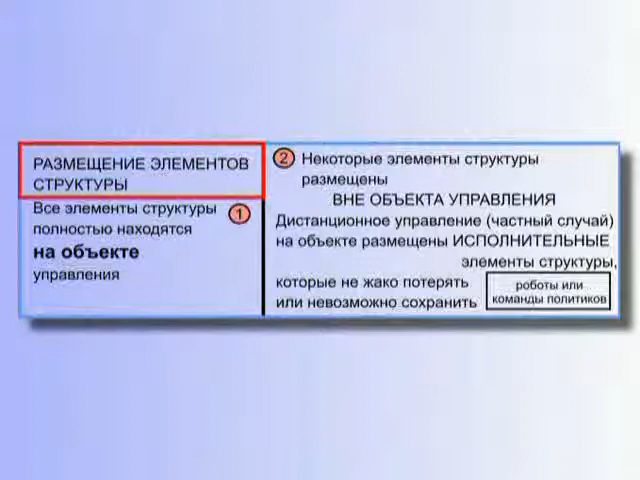 РАЗМЕЩЕНИЕ ЭЛЕМЕНТОВ
СТРУКТУРЫ
Все элементы структуры 1
полностью находятся
на объекте
управления
2 Некоторые элементы структуры
размещены
ВНЕ ОБЪЕКТА УПРАВЛЕНИЯ
Дистанционное управление (частный случай)
на объекте размещены ИСПОЛНИТЕЛЬНЫЕ
элементы структуры,
которые не жако потерять
или невозможно сохранить
роботы или
команды политиков